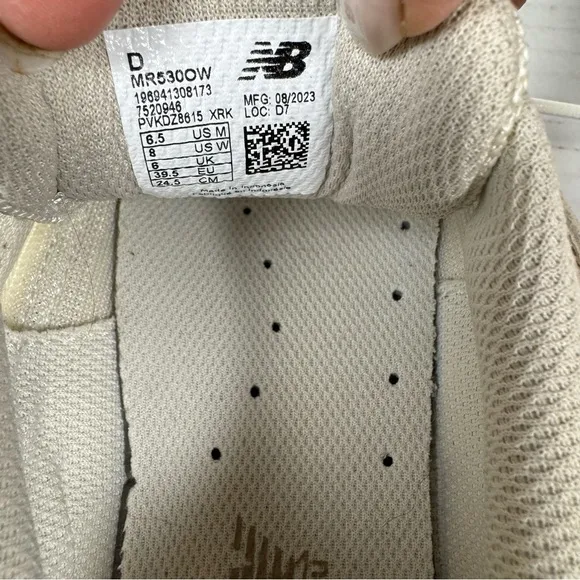 D
MR530OW
196941308173
7520946
PVKDZ8615 XRK
6.5 US M
8 US W
6 UK
39.5 EU
24.5 CM
NB
MFG: 08/2023
LOC: D7
Made in Indonesia